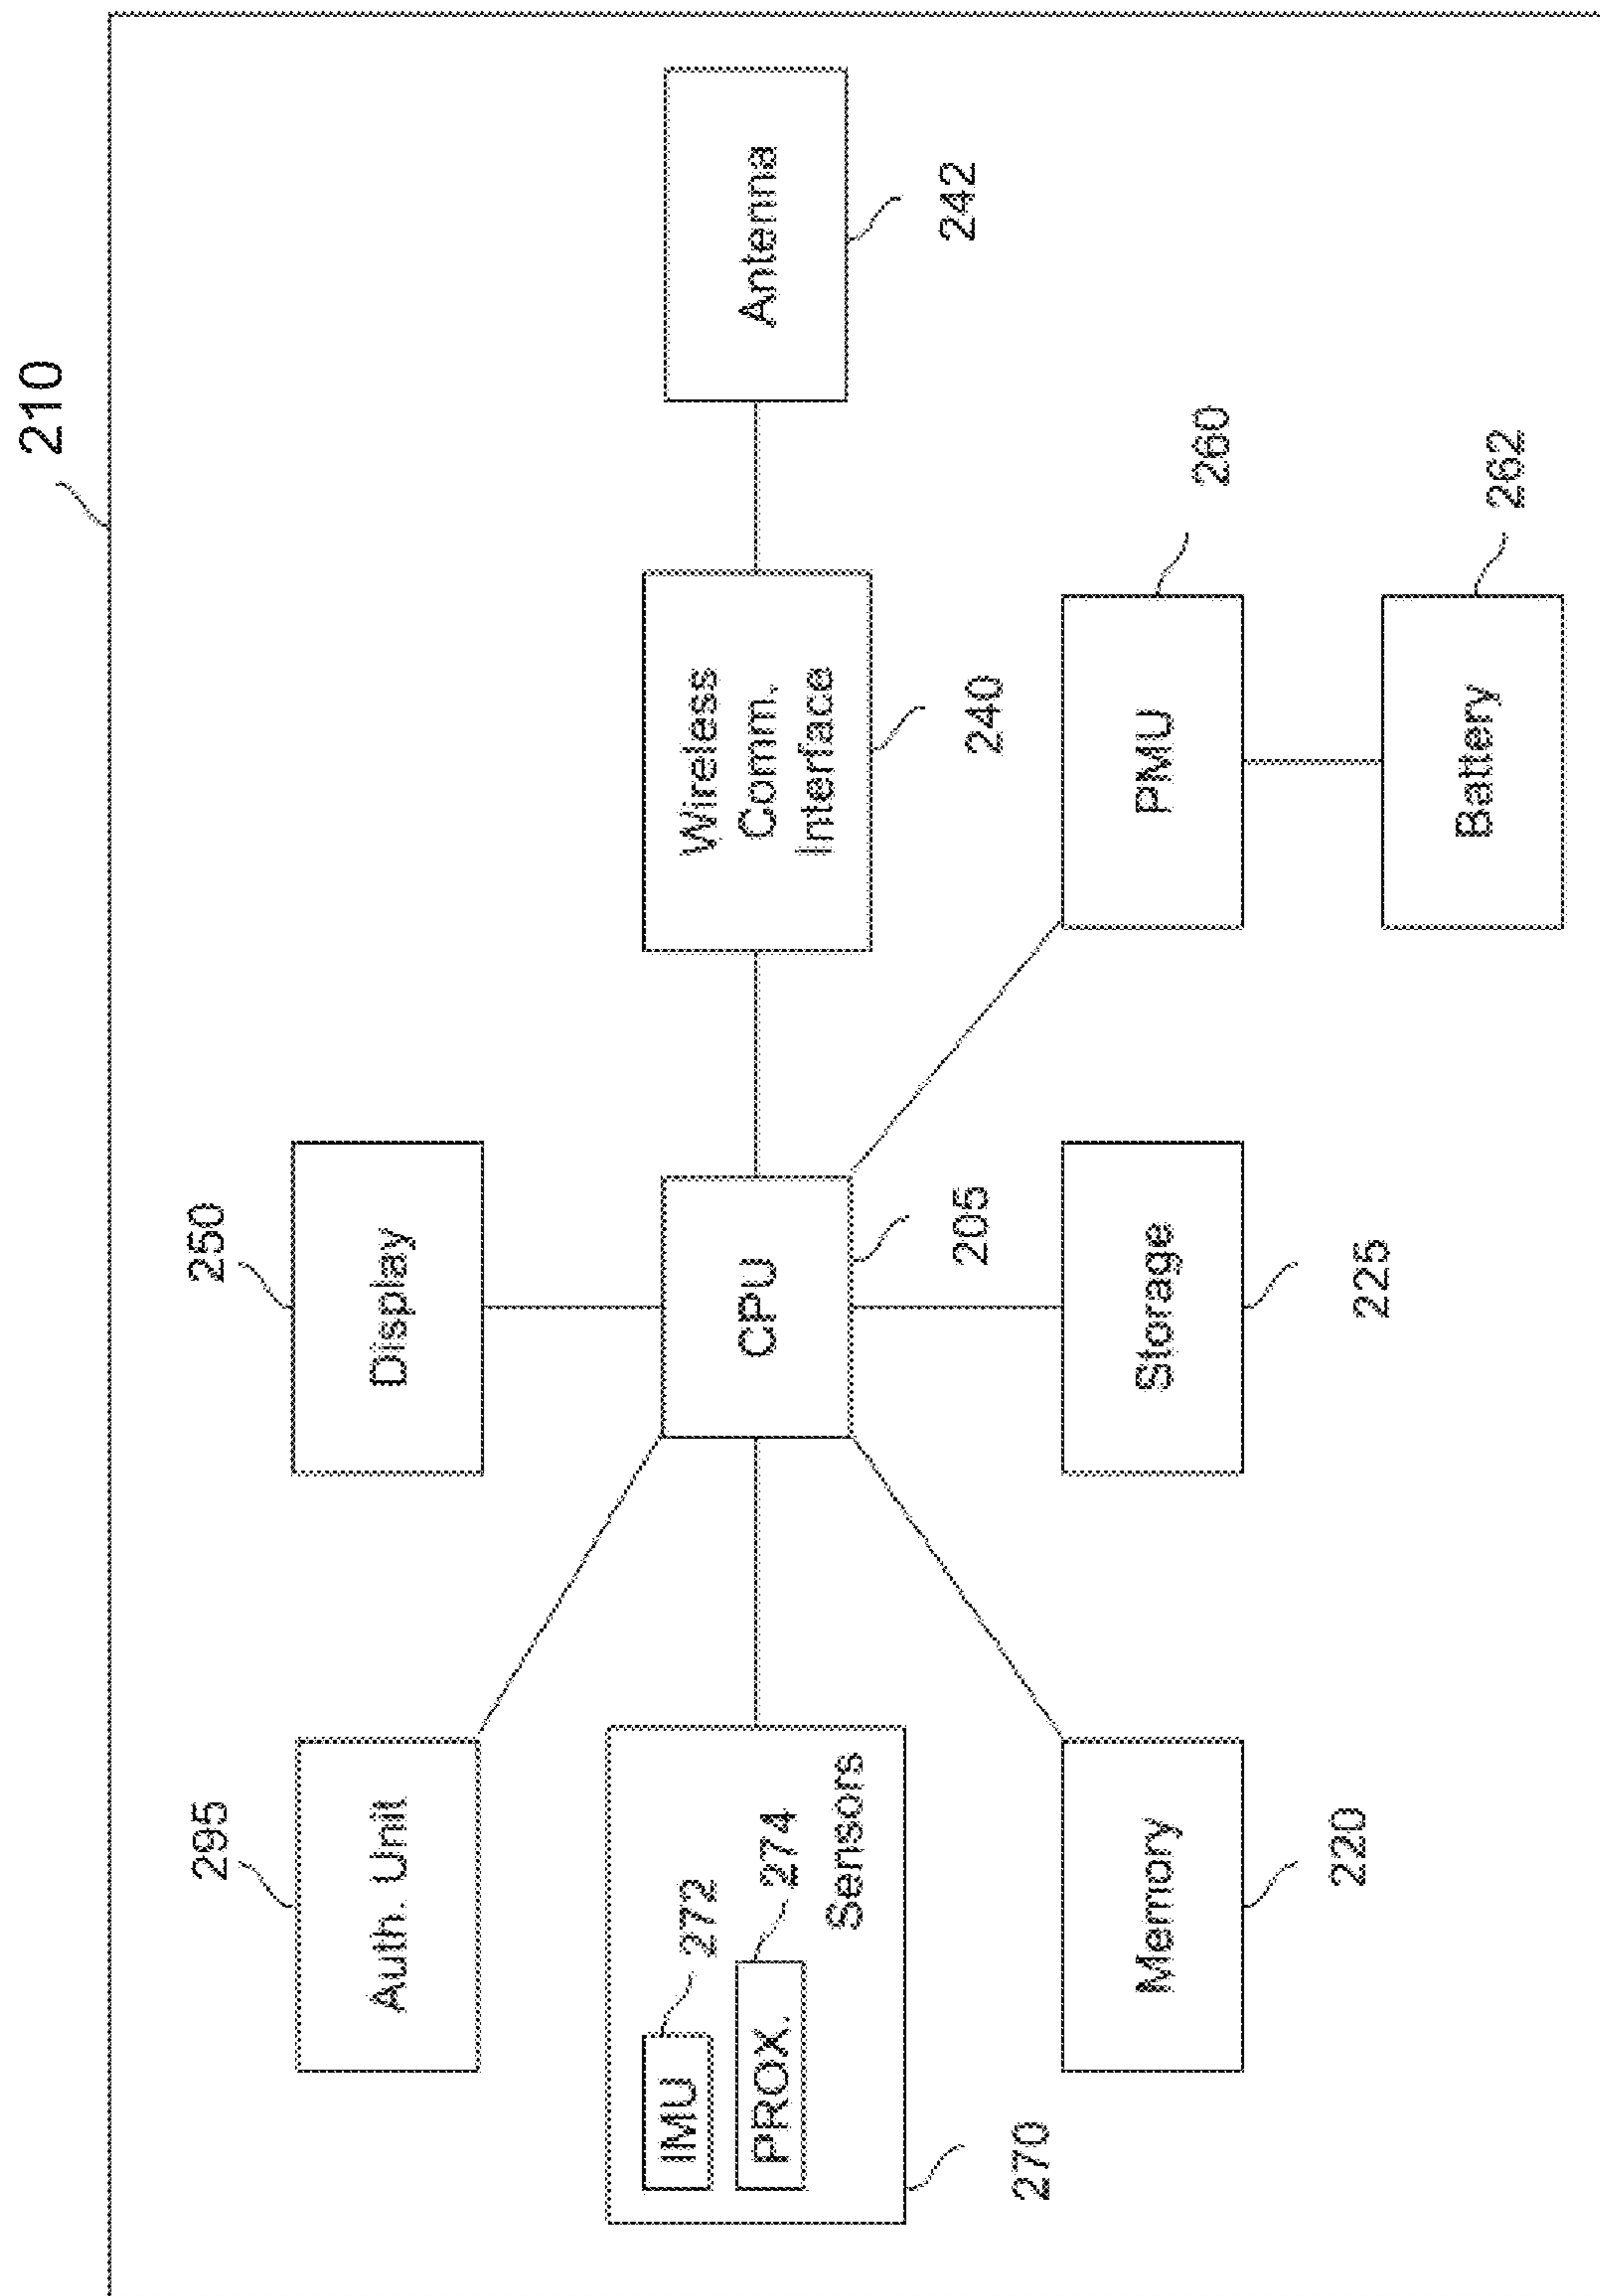 210
295
Auth. Unit
250
Display
IMU
272
PROX.
274
Sensors
270
CPU
205
Wireless
Comm.
Interface
240
Antenna
242
Memory
220
Storage
225
PMU
260
Battery
262